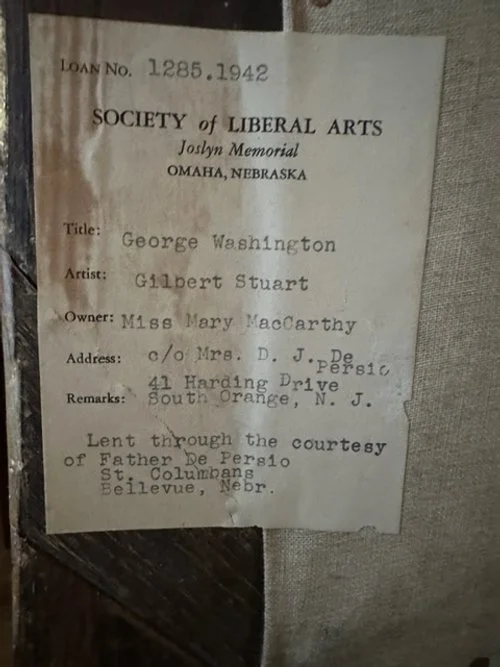 LOAN NO. 1285.1942
SOCIETY of LIBERAL ARTS
Joslyn Memorial
OMAHA, NEBRASKA
Title: George Washington
Artist: Gilbert Stuart
Owner: Miss Mary MacCarthy
Address: c/o Mrs. D. J. De
Persio
41 Harding Drive
Remarks: South Orange, N. J.
Lent through the courtesy
of Father De Persio
St. Columbans
Bellevue, Nebr.